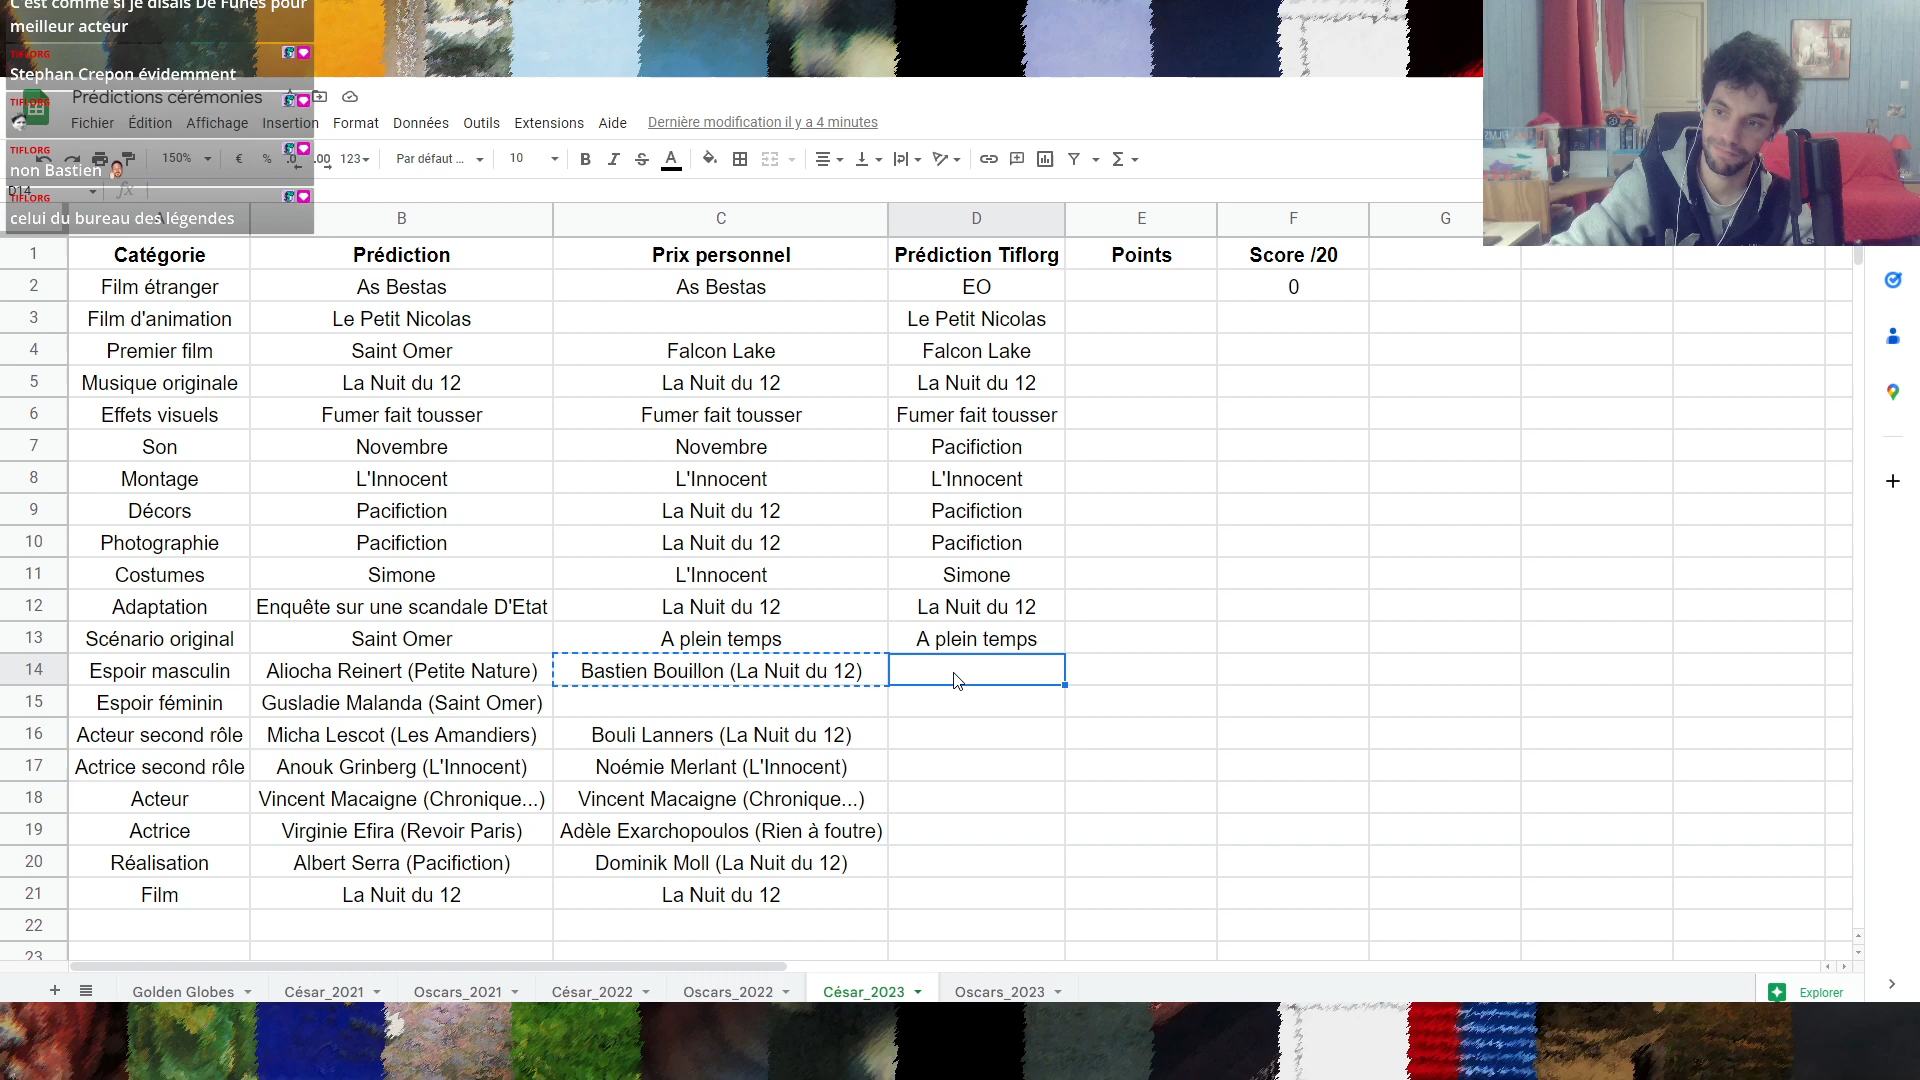 C'est comme si je disais De Funès pour
meilleur acteur
TIFLORG
Stephan Crepon évidemment
TIFLORG
TIFLORG
non Bastien
TIFLORG
celui du bureau des légendes
Prédictions cérémonies
Fichier Édition Affichage Insertion Format Données Outils Extensions Aide Dernière modification il y a 4 minutes
150% € % .0 .00 123 Par défaut ... 10 B I S A
D14 fx
A B C D E F G
1 Catégorie Prédiction Prix personnel Prédiction Tiflorg Points Score /20
2 Film étranger As Bestas As Bestas EO 0
3 Film d'animation Le Petit Nicolas Le Petit Nicolas
4 Premier film Saint Omer Falcon Lake Falcon Lake
5 Musique originale La Nuit du 12 La Nuit du 12 La Nuit du 12
6 Effets visuels Fumer fait tousser Fumer fait tousser Fumer fait tousser
7 Son Novembre Novembre Pacifiction
8 Montage L'Innocent L'Innocent L'Innocent
9 Décors Pacifiction La Nuit du 12 Pacifiction
10 Photographie Pacifiction La Nuit du 12 Pacifiction
11 Costumes Simone L'Innocent Simone
12 Adaptation Enquête sur une scandale D'Etat La Nuit du 12 La Nuit du 12
13 Scénario original Saint Omer A plein temps A plein temps
14 Espoir masculin Aliocha Reinert (Petite Nature) Bastien Bouillon (La Nuit du 12)
15 Espoir féminin Gusladie Malanda (Saint Omer)
16 Acteur second rôle Micha Lescot (Les Amandiers) Bouli Lanners (La Nuit du 12)
17 Actrice second rôle Anouk Grinberg (L'Innocent) Noémie Merlant (L'Innocent)
18 Acteur Vincent Macaigne (Chronique...) Vincent Macaigne (Chronique...)
19 Actrice Virginie Efira (Revoir Paris) Adèle Exarchopoulos (Rien à foutre)
20 Réalisation Albert Serra (Pacifiction) Dominik Moll (La Nuit du 12)
21 Film La Nuit du 12 La Nuit du 12
22
23
Golden Globes César_2021 Oscars_2021 César_2022 Oscars_2022 César_2023 Oscars_2023 Explorer